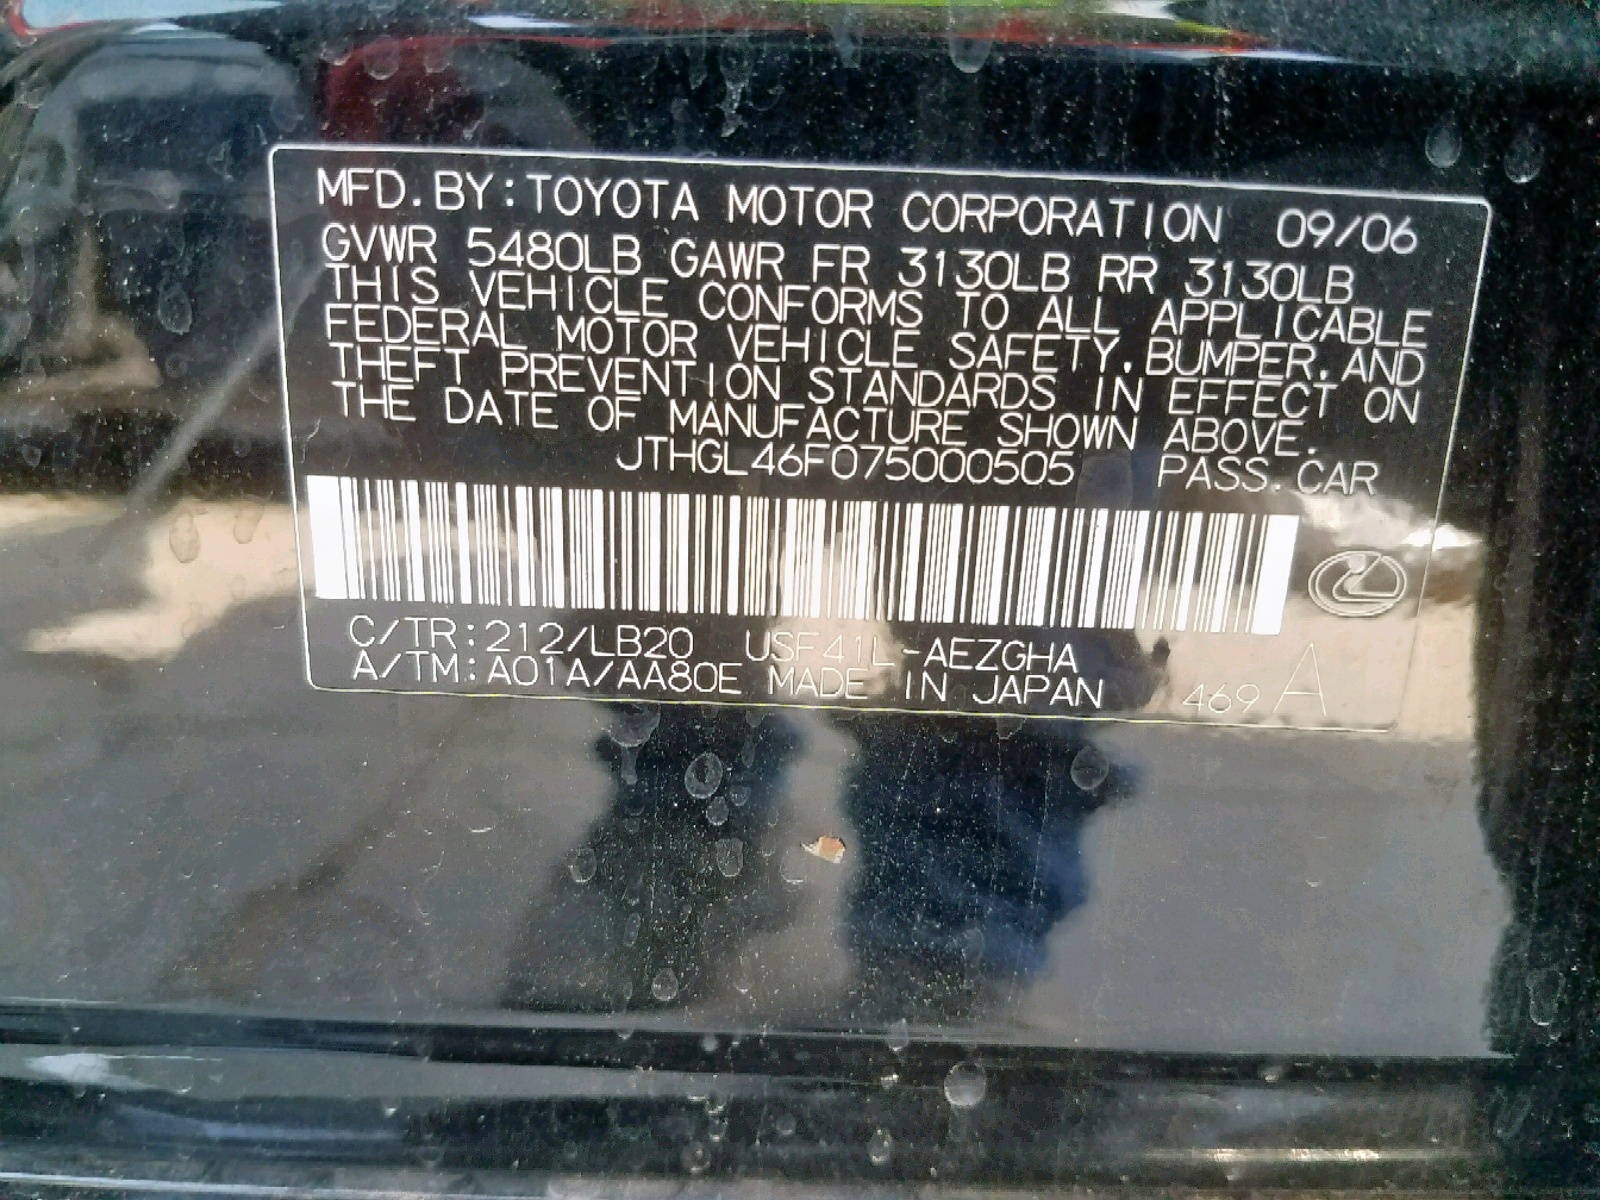 MFD.BY:TOYOTA MOTOR CORPORATION 09/06
GVWR 5480LB GAWR FR 3130LB RR 3130LB
THIS VEHICLE CONFORMS TO ALL APPLICABLE
FEDERAL MOTOR VEHICLE SAFETY,BUMPER,AND
THEFT PREVENTION STANDARDS IN EFFECT ON
THE DATE OF MANUFACTURE SHOWN ABOVE.
JTHGL46F075000505 PASS.CAR
C/TR:212/LB20 USF41L-AEZGHA
A/TM:A01A/AA80E MADE IN JAPAN 469 A